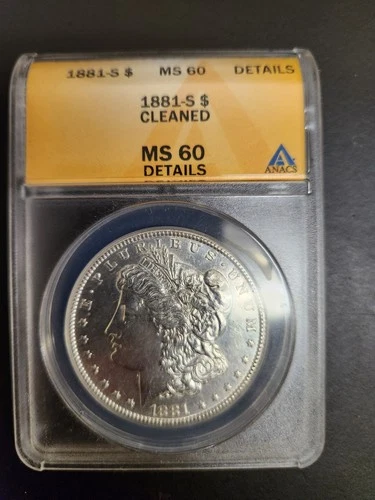 1881-S $ MS 60 DETAILS
1881-S $
CLEANED
MS 60
DETAILS
ANACS
E·PLURIBUS·UNUM
1881